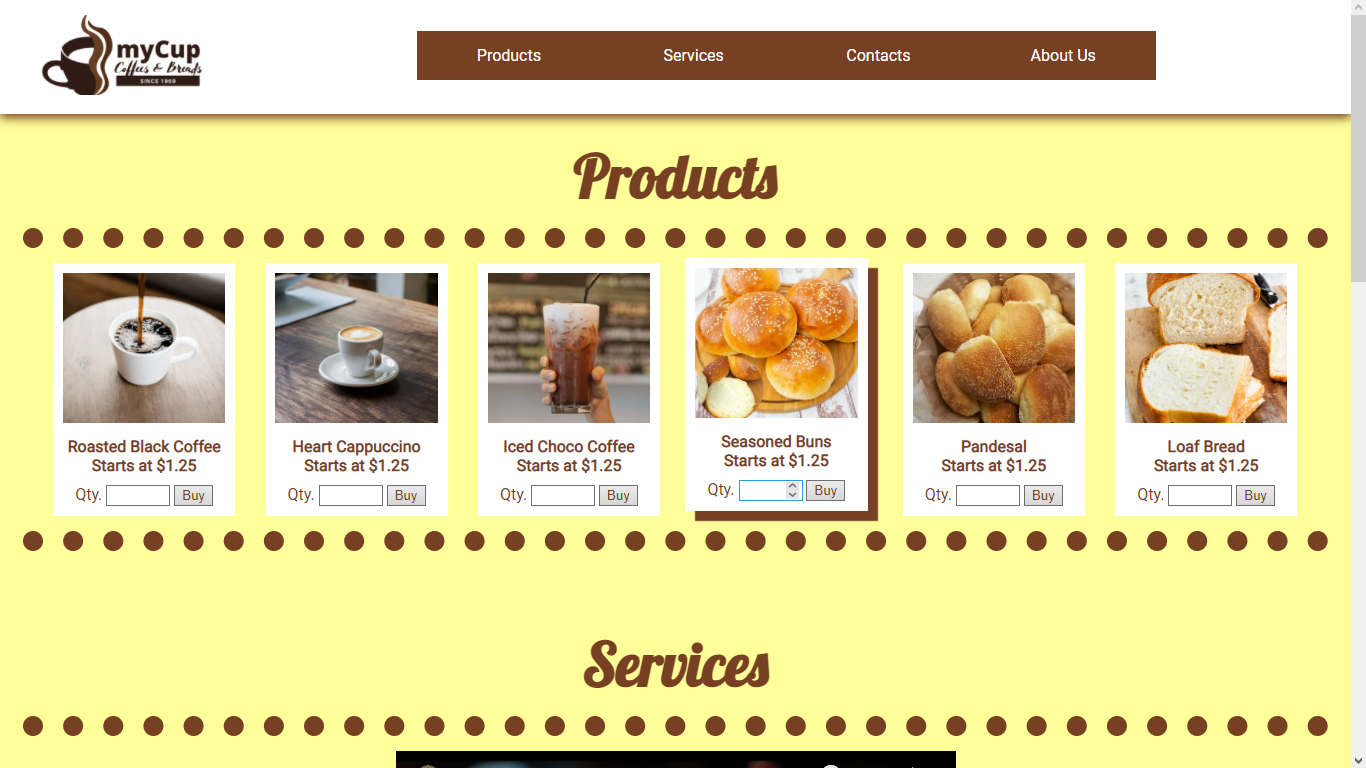 myCup
Coffees & Breads
SINCE 1969
Products
Services
Contacts
About Us
Products
Roasted Black Coffee
Starts at $1.25
Qty.
Buy
Heart Cappuccino
Starts at $1.25
Qty.
Buy
Iced Choco Coffee
Starts at $1.25
Qty.
Buy
Seasoned Buns
Starts at $1.25
Qty.
Buy
Pandesal
Starts at $1.25
Qty.
Buy
Loaf Bread
Starts at $1.25
Qty.
Buy
Services